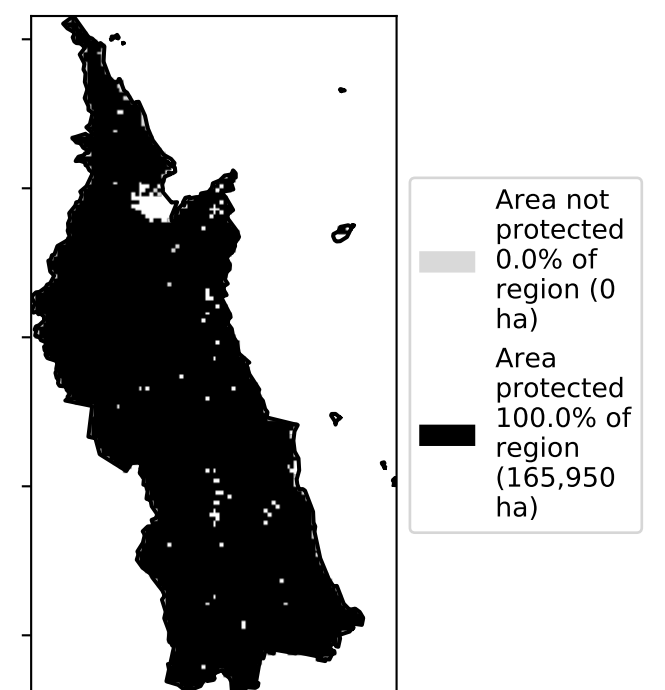 Area not
protected
0.0% of
region (0
ha)
Area
protected
100.0% of
region
(165,950
ha)